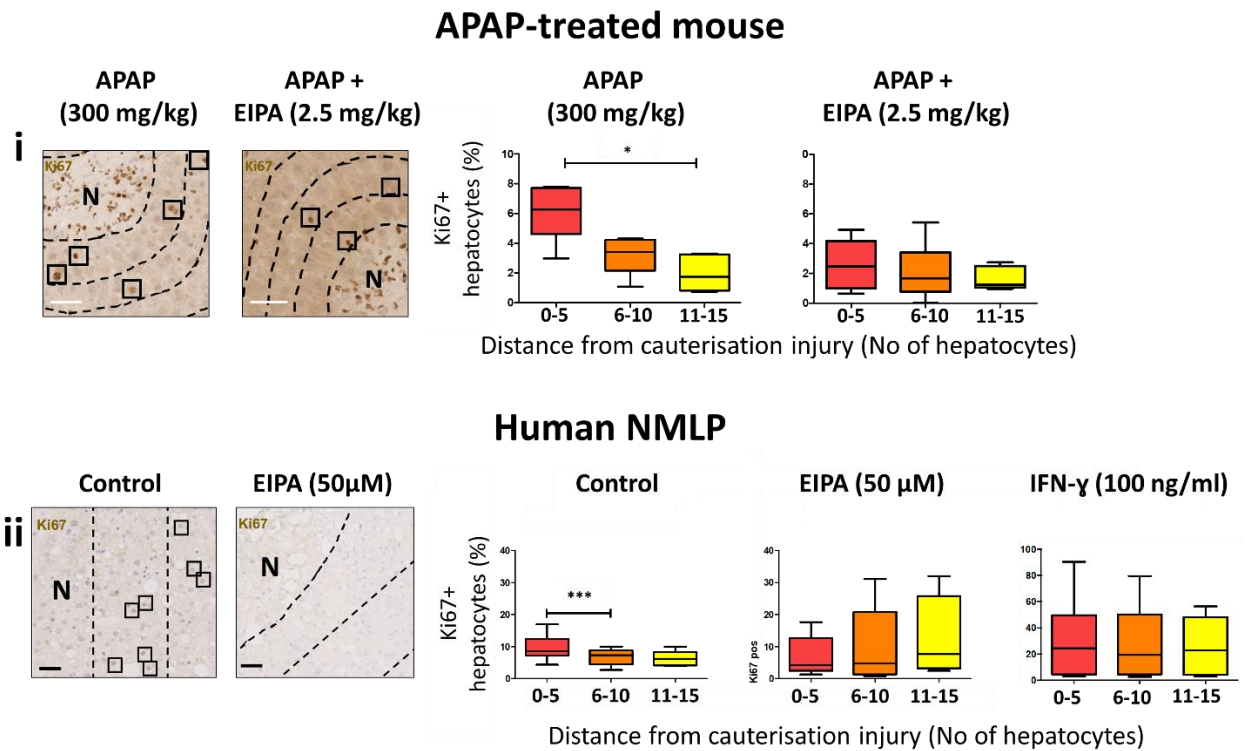 APAP-treated mouse
APAP
(300 mg/kg)
APAP +
EIPA (2.5 mg/kg)
APAP
(300 mg/kg)
APAP +
EIPA (2.5 mg/kg)
i
Ki67
N
Ki67
N
Ki67+
hepatocytes (%)
10
8
6
4
2
0
*
0-5
6-10
11-15
10
8
6
4
2
0
0-5
6-10
11-15
Distance from cauterisation injury (No of hepatocytes)
Human NMLP
Control
EIPA (50μM)
Control
EIPA (50 μM)
IFN-ɣ (100 ng/ml)
ii
Ki67
N
Ki67
N
Ki67+
hepatocytes (%)
40
30
20
10
0
***
0-5
6-10
11-15
Ki67 pos
40
30
20
10
0
0-5
6-10
11-15
100
80
60
40
20
0
0-5
6-10
11-15
Distance from cauterisation injury (No of hepatocytes)